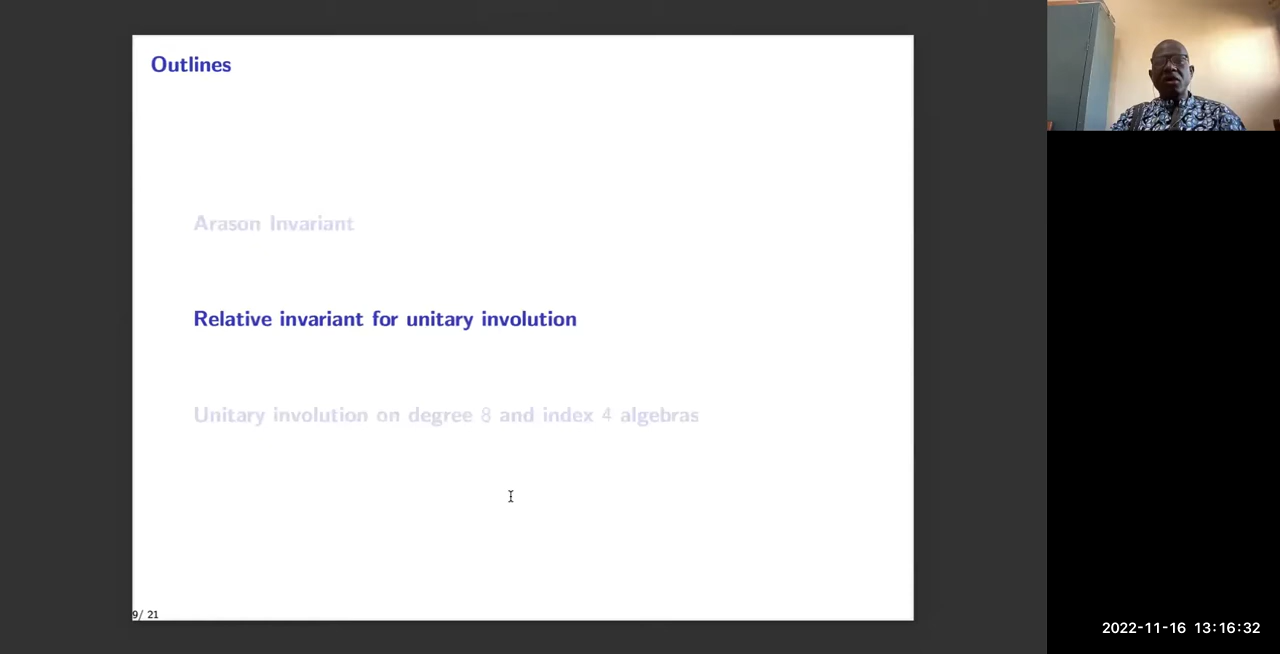 Outlines
Arason Invariant
Relative invariant for unitary involution
Unitary involution on degree 8 and index 4 algebras
9/ 21
2022-11-16 13:16:32